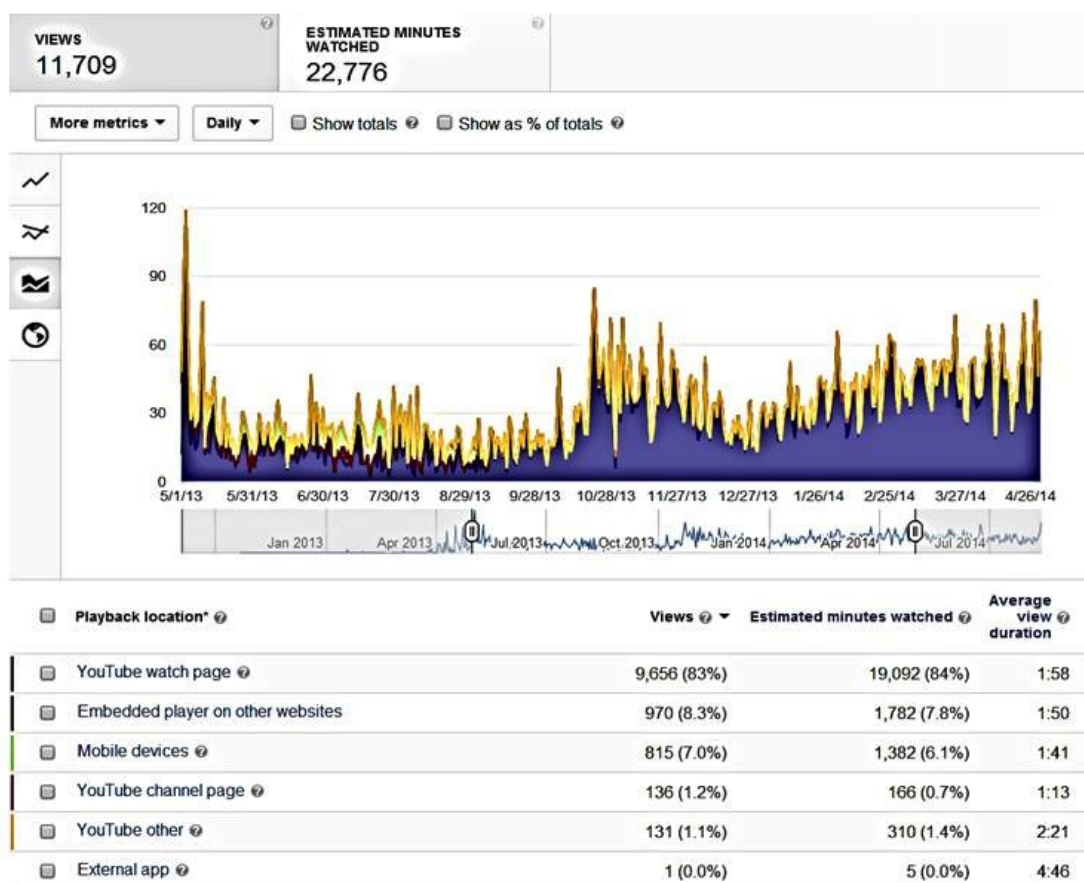 VIEWS
11,709
ESTIMATED MINUTES
WATCHED
22,776
More metrics Daily Show totals Show as % of totals
120
90
60
30
0
5/1/13 5/31/13 6/30/13 7/30/13 8/29/13 9/28/13 10/28/13 11/27/13 12/27/13 1/26/14 2/25/14 3/27/14 4/26/14
Jan 2013 Apr 2013 Jul 2013 Oct 2013 Jan 2014 Apr 2014 Jul 2014
Playback location* Views Estimated minutes watched Average view duration
YouTube watch page 9,656 (83%) 19,092 (84%) 1:58
Embedded player on other websites 970 (8.3%) 1,782 (7.8%) 1:50
Mobile devices 815 (7.0%) 1,382 (6.1%) 1:41
YouTube channel page 136 (1.2%) 166 (0.7%) 1:13
YouTube other 131 (1.1%) 310 (1.4%) 2:21
External app 1 (0.0%) 5 (0.0%) 4:46